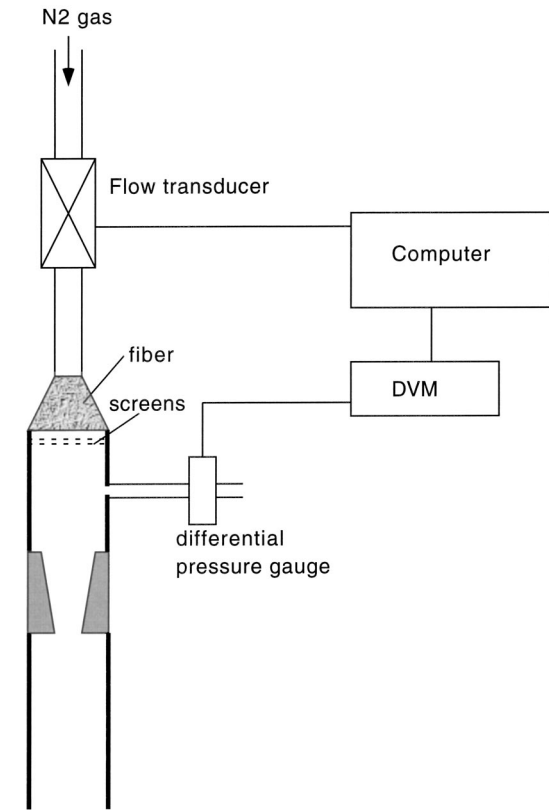 N2 gas
Flow transducer
Computer
fiber
DVM
screens
differential
pressure gauge